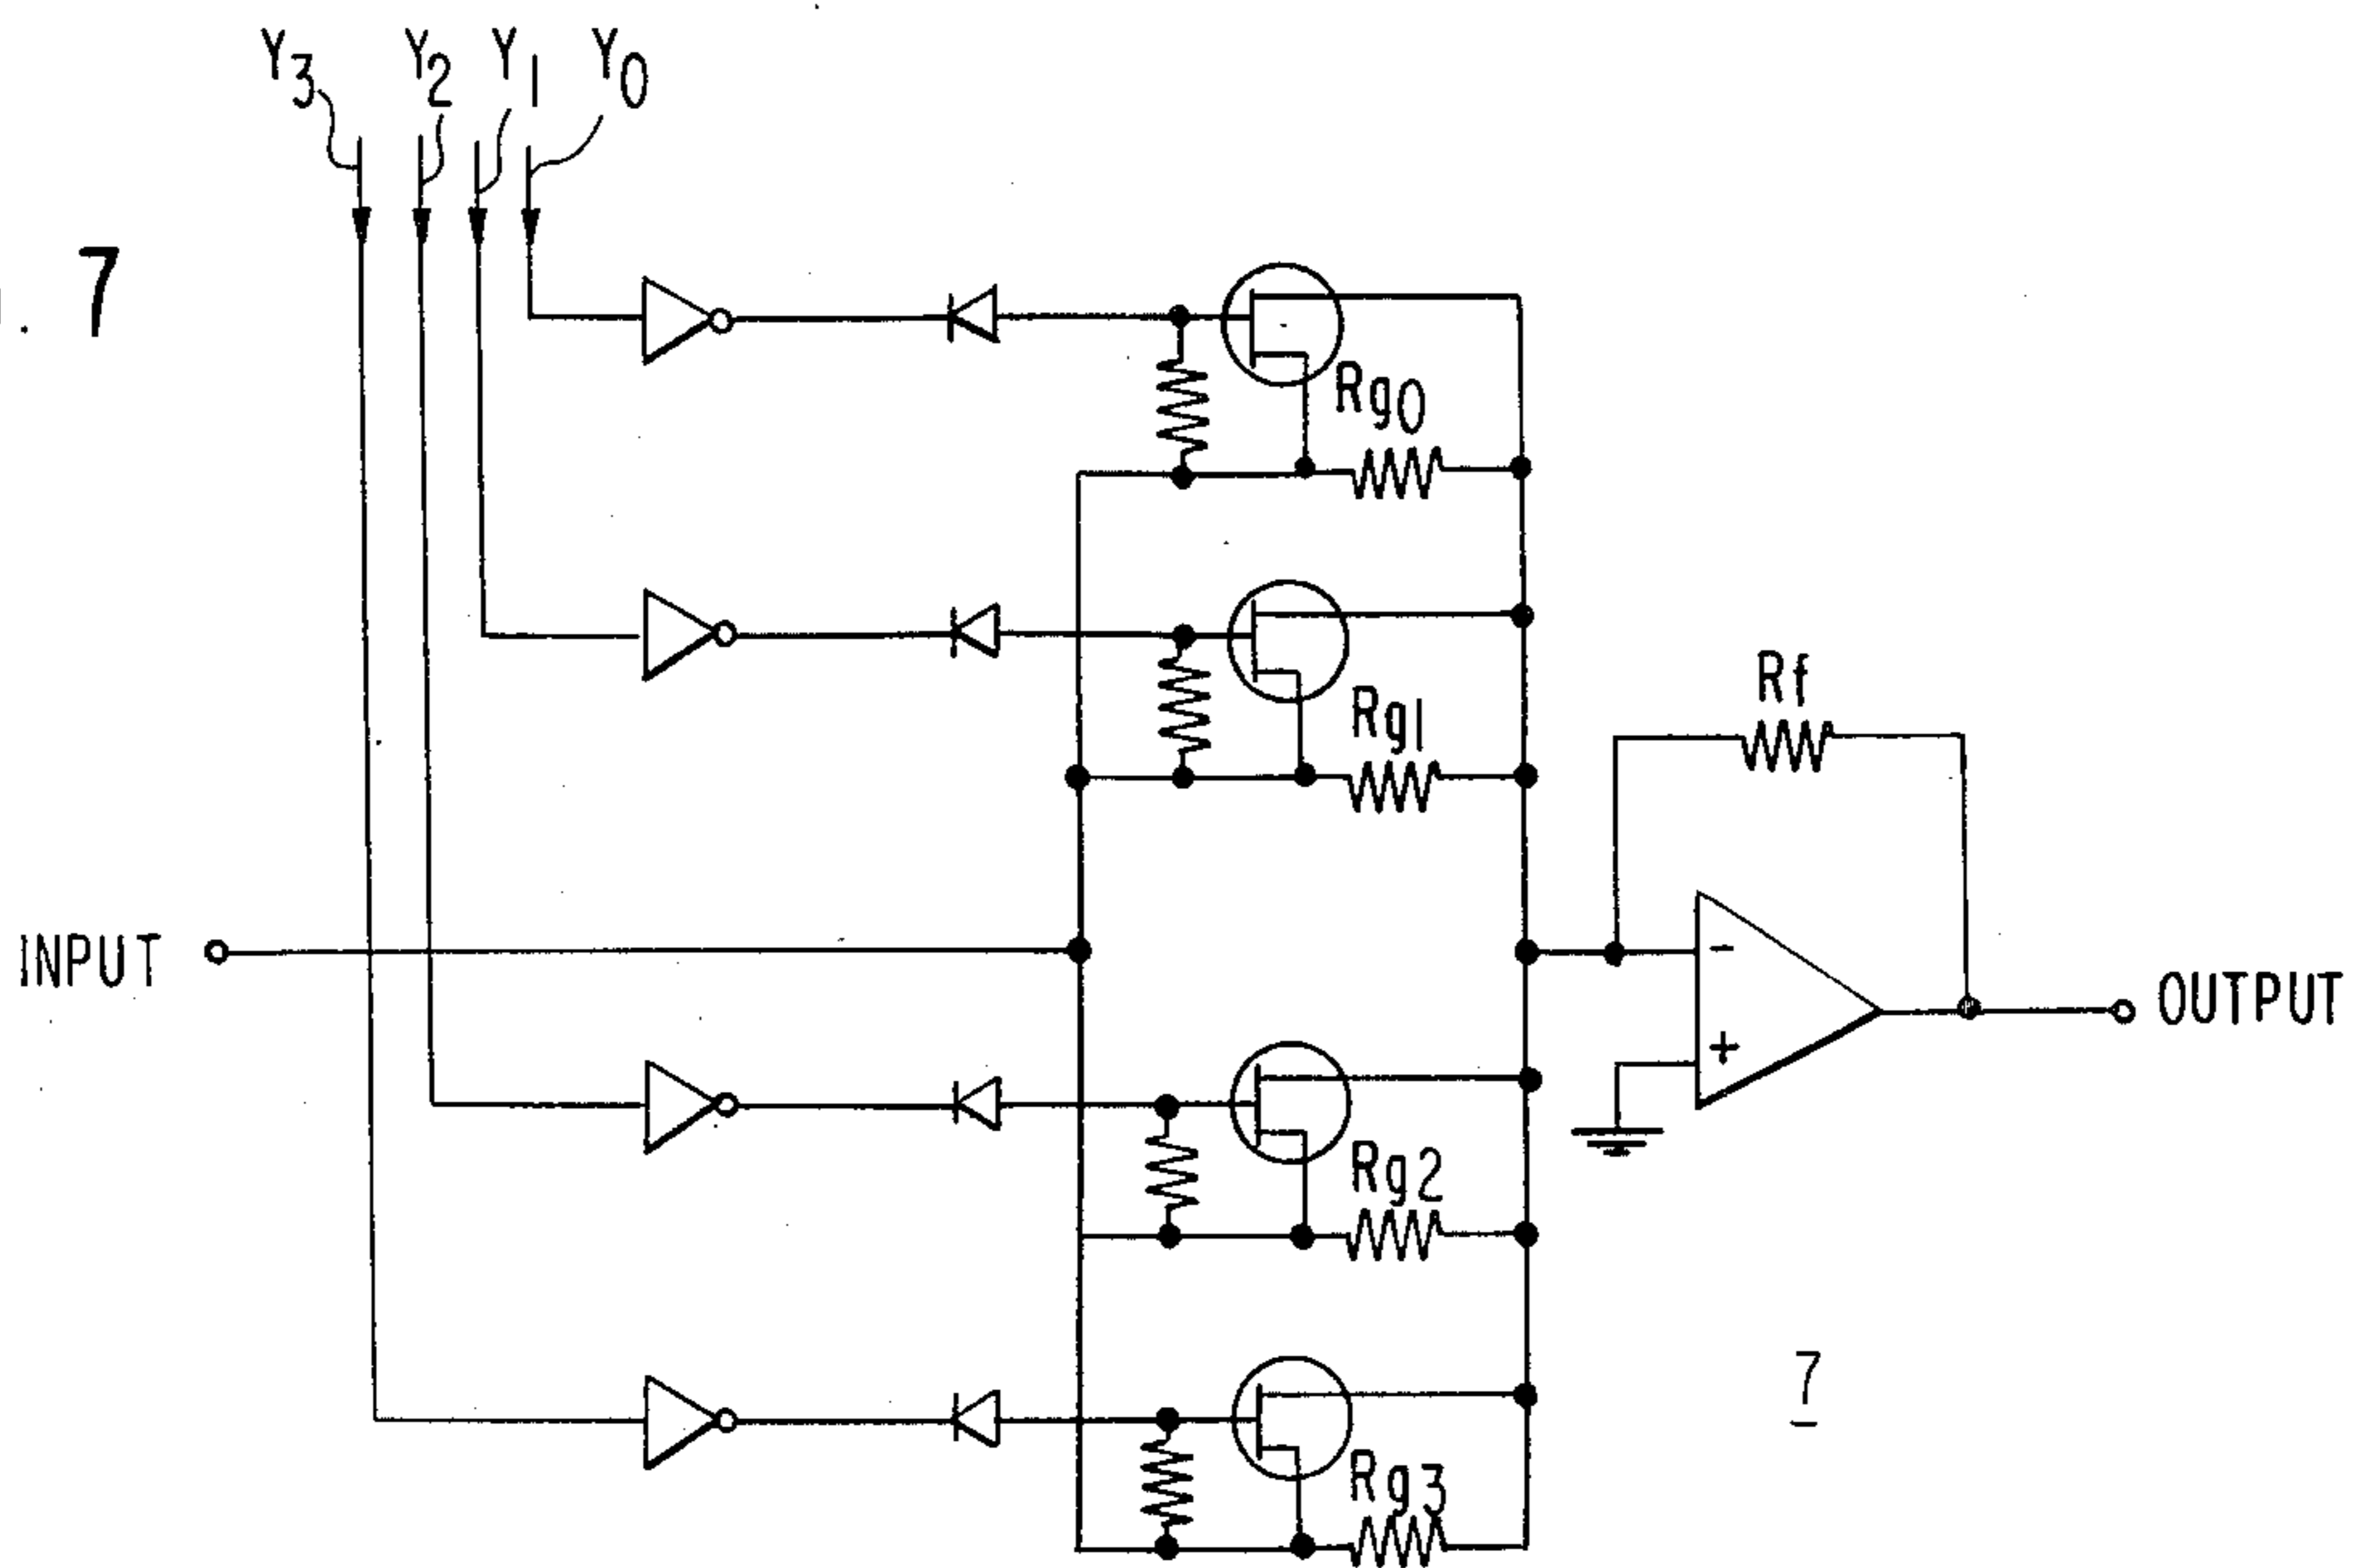 Y3 Y2 Y1 Y0
. 7
Rg0
Rg1
Rf
INPUT
-
+
OUTPUT
Rg2
7
Rg3